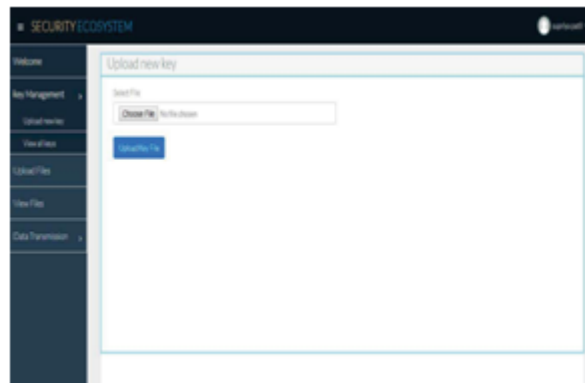 ≡ SECURITY ECOSYSTEM
Welcome
Key Management >
Upload new key
View all keys
Upload Files
View Files
Data Transmission >
Upload new key
Select File
Choose File No file chosen
Upload Key File